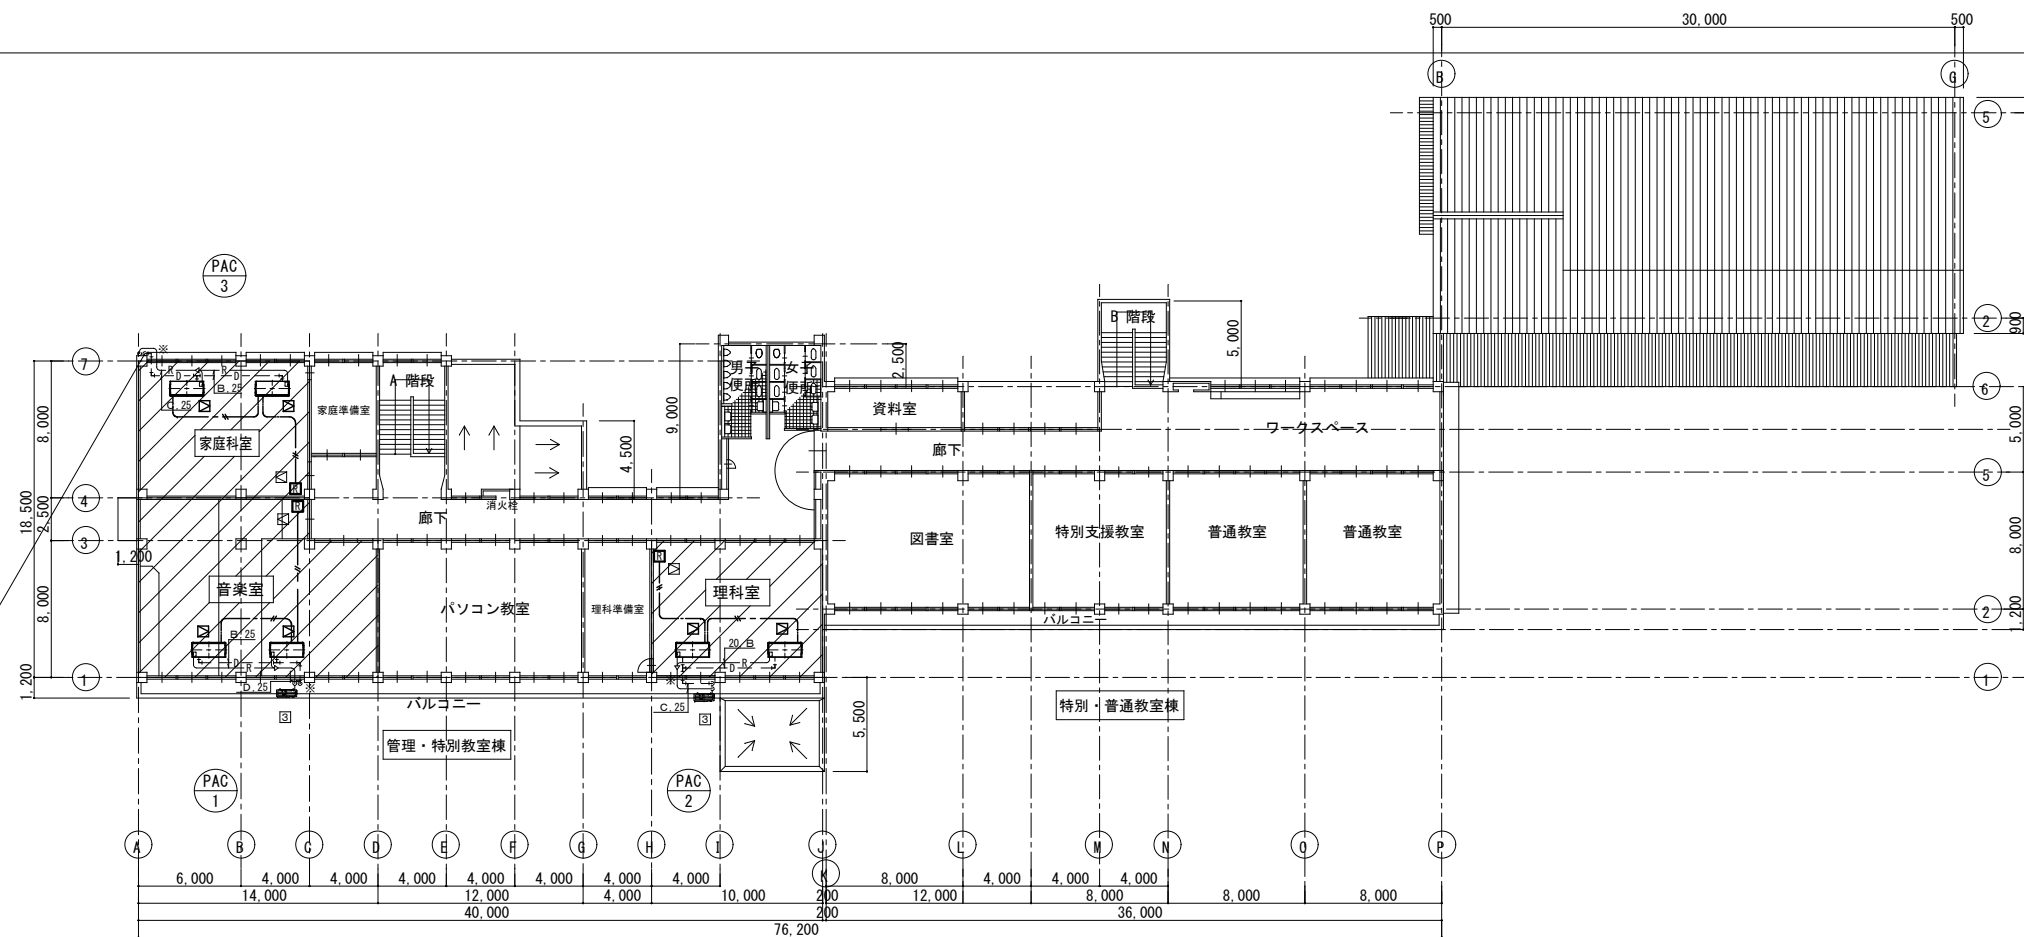 500
30,000
500
B
G
5
PAC
3
B 階段
5,000
2
900
7
※
R
D
R
D
B.25
C.25
A 階段
男子
便所
女子
便所
2,500
6
8,000
家庭準備室
資料室
9,000
家庭科室
4,500
ワークスペース
5,000
廊下
5
R
4
R
消火栓
18,500
2,500
廊下
3
1,200
図書室
特別支援教室
普通教室
普通教室
8,000
R
音楽室
理科室
8,000
パソコン教室
理科準備室
2
バルコニー
1,200
B.25
20 B
D
R
D
R
1
1
1,200
D.25
※
※
C.25
バルコニー
3
3
5,500
特別・普通教室棟
管理・特別教室棟
PAC
1
PAC
2
A
B
C
D
E
F
G
H
I
J
K
L
M
N
O
P
6,000
4,000
4,000
4,000
4,000
4,000
4,000
4,000
8,000
4,000
4,000
4,000
14,000
12,000
4,000
10,000
200
12,000
8,000
8,000
8,000
40,000
200
36,000
76,200